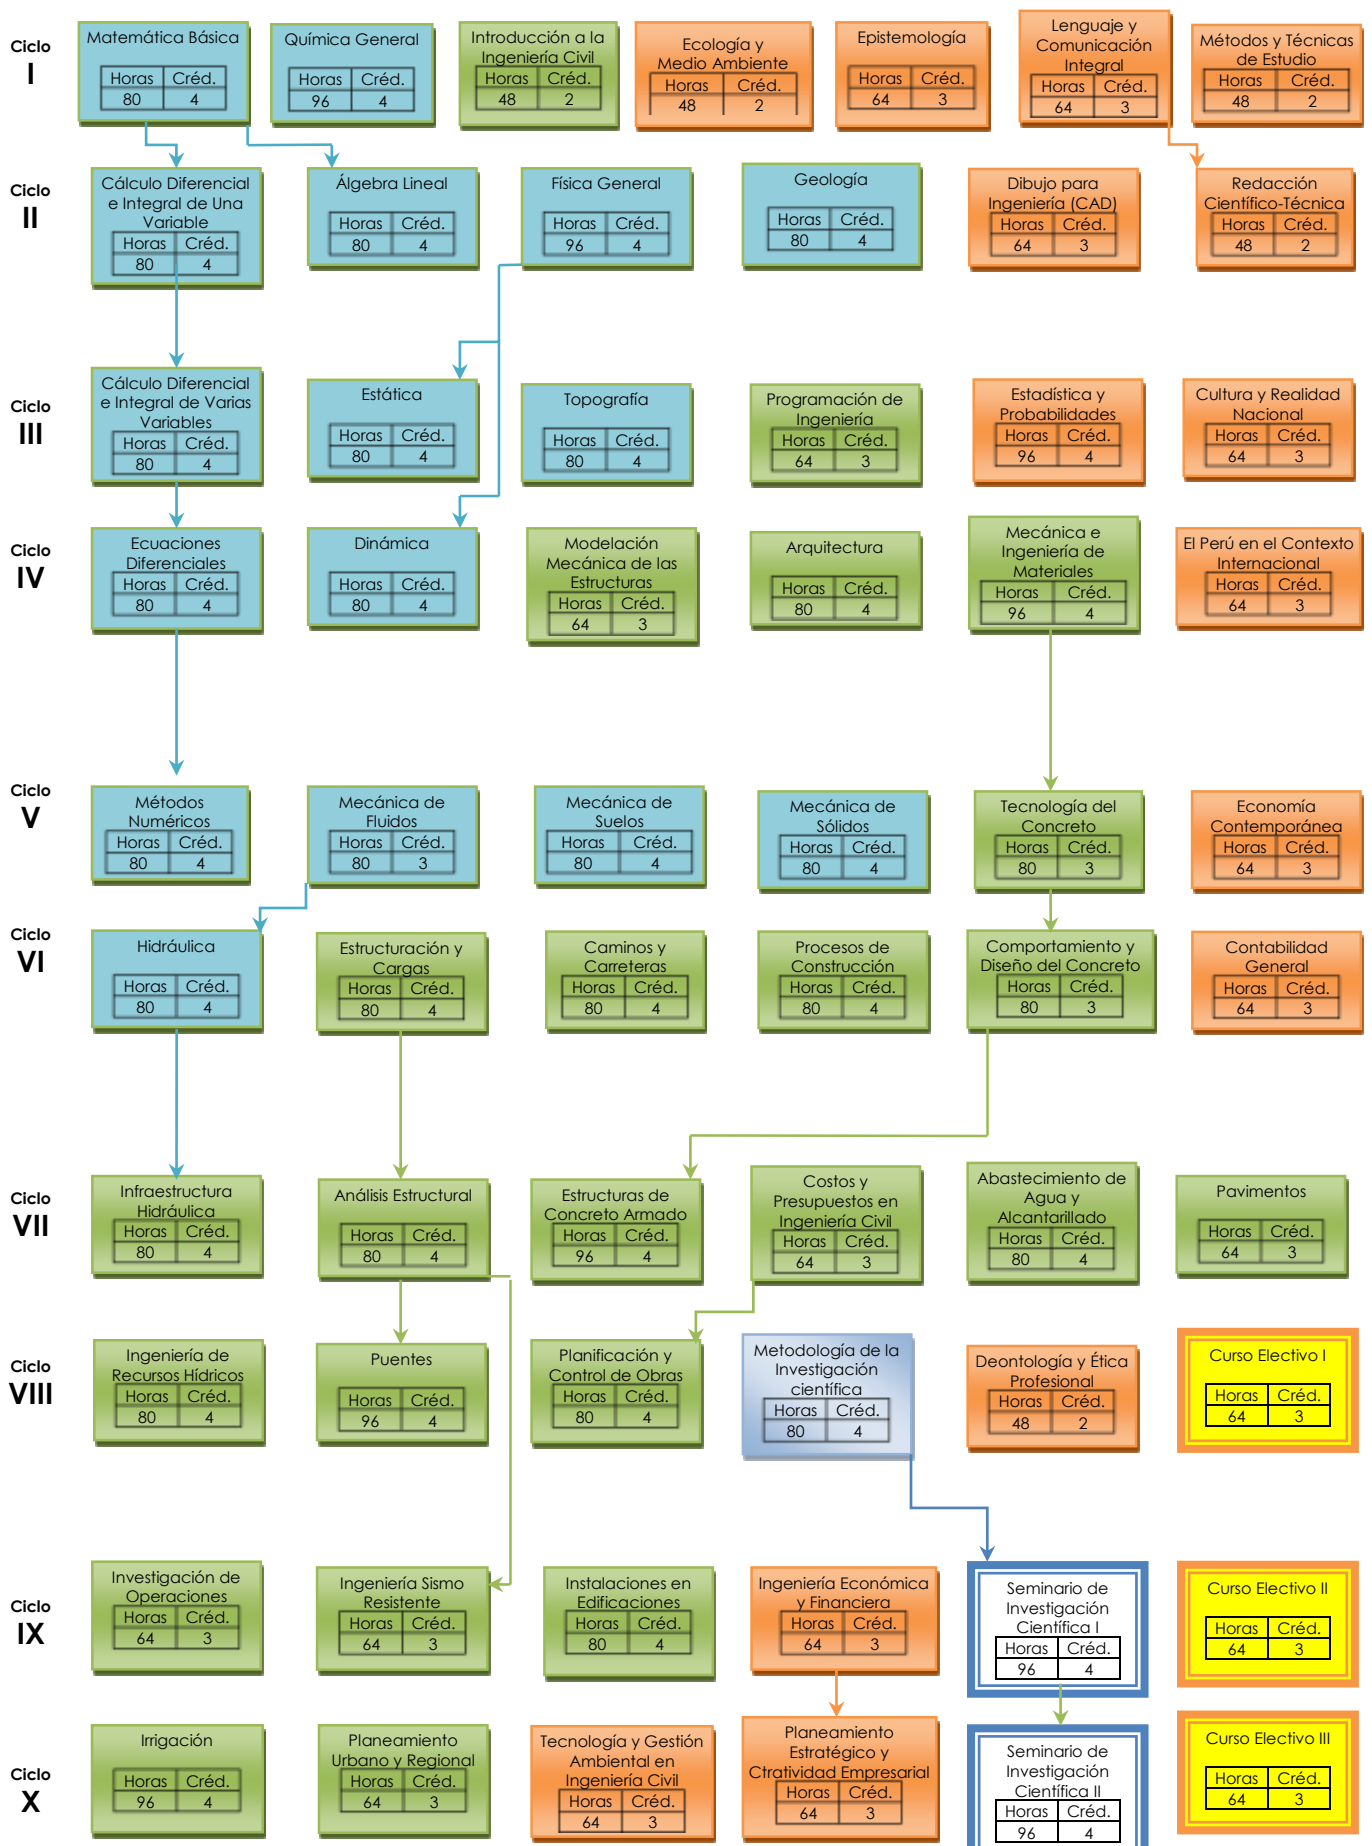 Ciclo
I
Matemática Básica
Horas Créd.
80 4
Química General
Horas Créd.
96 4
Introducción a la
Ingeniería Civil
Horas Créd.
48 2
Ecología y
Medio Ambiente
Horas Créd.
48 2
Epistemología
Horas Créd.
64 3
Lenguaje y
Comunicación
Integral
Horas Créd.
64 3
Métodos y Técnicas
de Estudio
Horas Créd.
48 2
Ciclo
II
Cálculo Diferencial
e Integral de Una
Variable
Horas Créd.
80 4
Álgebra Lineal
Horas Créd.
80 4
Física General
Horas Créd.
96 4
Geología
Horas Créd.
80 4
Dibujo para
Ingeniería (CAD)
Horas Créd.
64 3
Redacción
Científico-Técnica
Horas Créd.
48 2
Ciclo
III
Cálculo Diferencial
e Integral de Varias
Variables
Horas Créd.
80 4
Estática
Horas Créd.
80 4
Topografía
Horas Créd.
80 4
Programación de
Ingeniería
Horas Créd.
64 3
Estadística y
Probabilidades
Horas Créd.
96 4
Cultura y Realidad
Nacional
Horas Créd.
64 3
Ciclo
IV
Ecuaciones
Diferenciales
Horas Créd.
80 4
Dinámica
Horas Créd.
80 4
Modelación
Mecánica de las
Estructuras
Horas Créd.
64 3
Arquitectura
Horas Créd.
80 4
Mecánica e
Ingeniería de
Materiales
Horas Créd.
96 4
El Perú en el Contexto
Internacional
Horas Créd.
64 3
Ciclo
V
Métodos
Numéricos
Horas Créd.
80 4
Mecánica de
Fluidos
Horas Créd.
80 3
Mecánica de
Suelos
Horas Créd.
80 4
Mecánica de
Sólidos
Horas Créd.
80 4
Tecnología del
Concreto
Horas Créd.
80 3
Economía
Contemporánea
Horas Créd.
64 3
Ciclo
VI
Hidráulica
Horas Créd.
80 4
Estructuración y
Cargas
Horas Créd.
80 4
Caminos y
Carreteras
Horas Créd.
80 4
Procesos de
Construcción
Horas Créd.
80 4
Comportamiento y
Diseño del Concreto
Horas Créd.
80 3
Contabilidad
General
Horas Créd.
64 3
Ciclo
VII
Infraestructura
Hidráulica
Horas Créd.
80 4
Análisis Estructural
Horas Créd.
80 4
Estructuras de
Concreto Armado
Horas Créd.
96 4
Costos y
Presupuestos en
Ingeniería Civil
Horas Créd.
64 3
Abastecimiento de
Agua y
Alcantarillado
Horas Créd.
80 4
Pavimentos
Horas Créd.
64 3
Ciclo
VIII
Ingeniería de
Recursos Hídricos
Horas Créd.
80 4
Puentes
Horas Créd.
96 4
Planificación y
Control de Obras
Horas Créd.
80 4
Metodología de la
Investigación
científica
Horas Créd.
80 4
Deontología y Ética
Profesional
Horas Créd.
48 2
Curso Electivo I
Horas Créd.
64 3
Ciclo
IX
Investigación de
Operaciones
Horas Créd.
64 3
Ingeniería Sismo
Resistente
Horas Créd.
64 3
Instalaciones en
Edificaciones
Horas Créd.
80 4
Ingeniería Económica
y Financiera
Horas Créd.
64 3
Seminario de
Investigación
Científica I
Horas Créd.
96 4
Curso Electivo II
Horas Créd.
64 3
Ciclo
X
Irrigación
Horas Créd.
96 4
Planeamiento
Urbano y Regional
Horas Créd.
64 3
Tecnología y Gestión
Ambiental en
Ingeniería Civil
Horas Créd.
64 3
Planeamiento
Estratégico y
Ctratividad Empresarial
Horas Créd.
64 3
Seminario de
Investigación
Científica II
Horas Créd.
96 4
Curso Electivo III
Horas Créd.
64 3